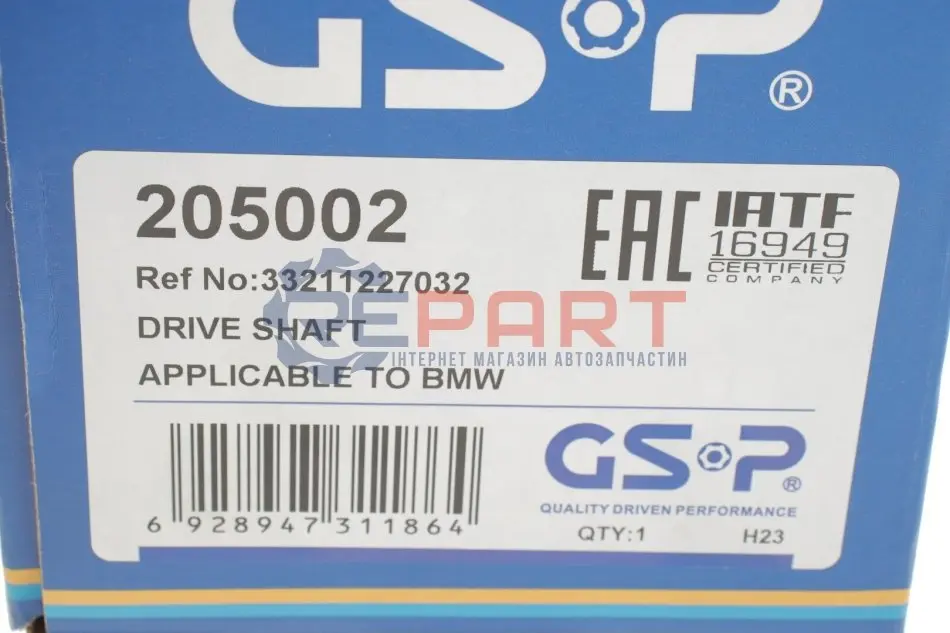 GS•P®
205002
EAC
IATF
16949
CERTIFIED
COMPANY
Ref No:33211227032
REPART
DRIVE SHAFT
ІНТЕРНЕТ МАГАЗИН АВТОЗАПЧАСТИН
APPLICABLE TO BMW
GS•P®
QUALITY DRIVEN PERFORMANCE
6 928947 311864
QTY:1
H23